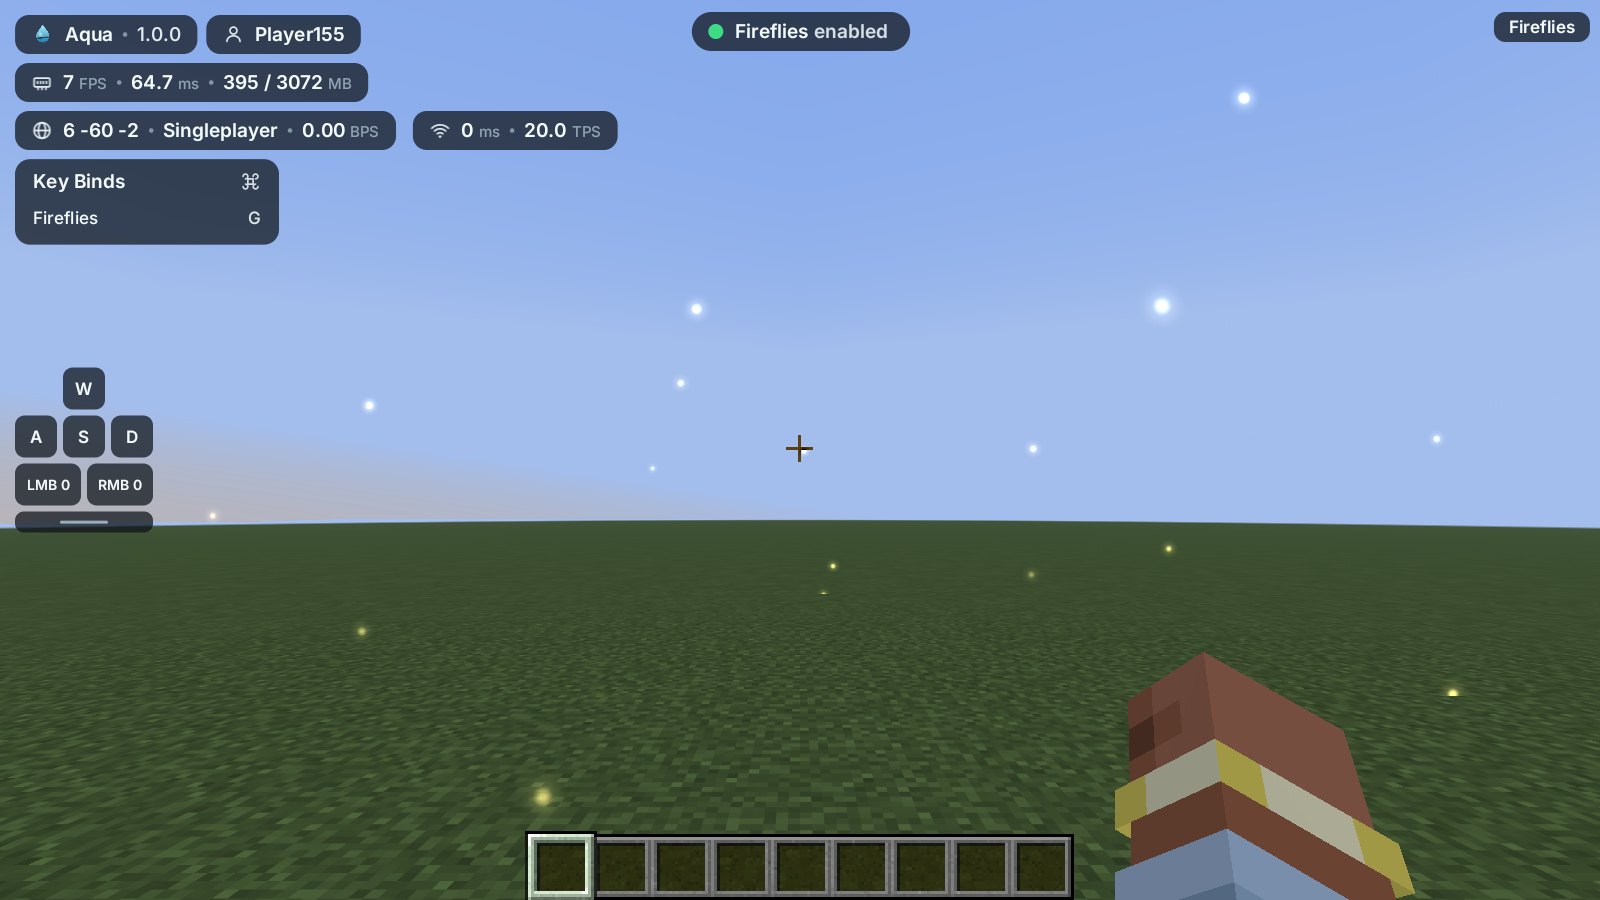 Aqua • 1.0.0
Player155
Fireflies enabled
Fireflies
7 FPS • 64.7 ms • 395 / 3072 MB
6 -60 -2 • Singleplayer • 0.00 BPS
0 ms • 20.0 TPS
Key Binds ⌘
Fireflies G
W
A S D
LMB 0 RMB 0